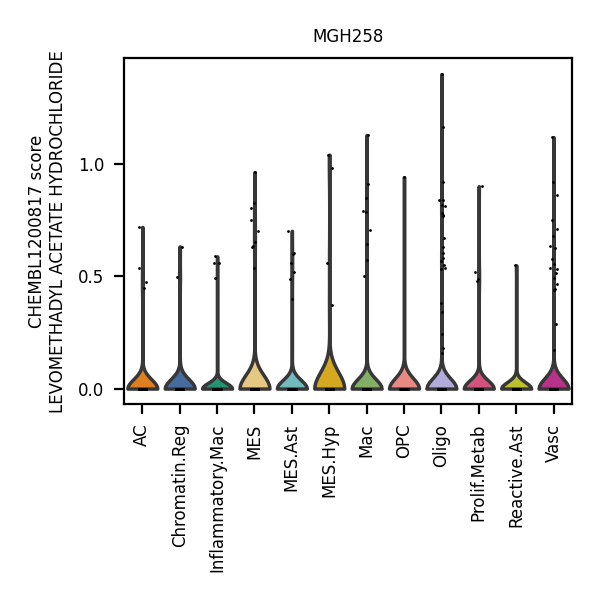 MGH258
CHEMBL1200817 score
LEVOMETHADYL ACETATE HYDROCHLORIDE
1.0
0.5
0.0
AC
Chromatin.Reg
Inflammatory.Mac
MES
MES.Ast
MES.Hyp
Mac
OPC
Oligo
Prolif.Metab
Reactive.Ast
Vasc